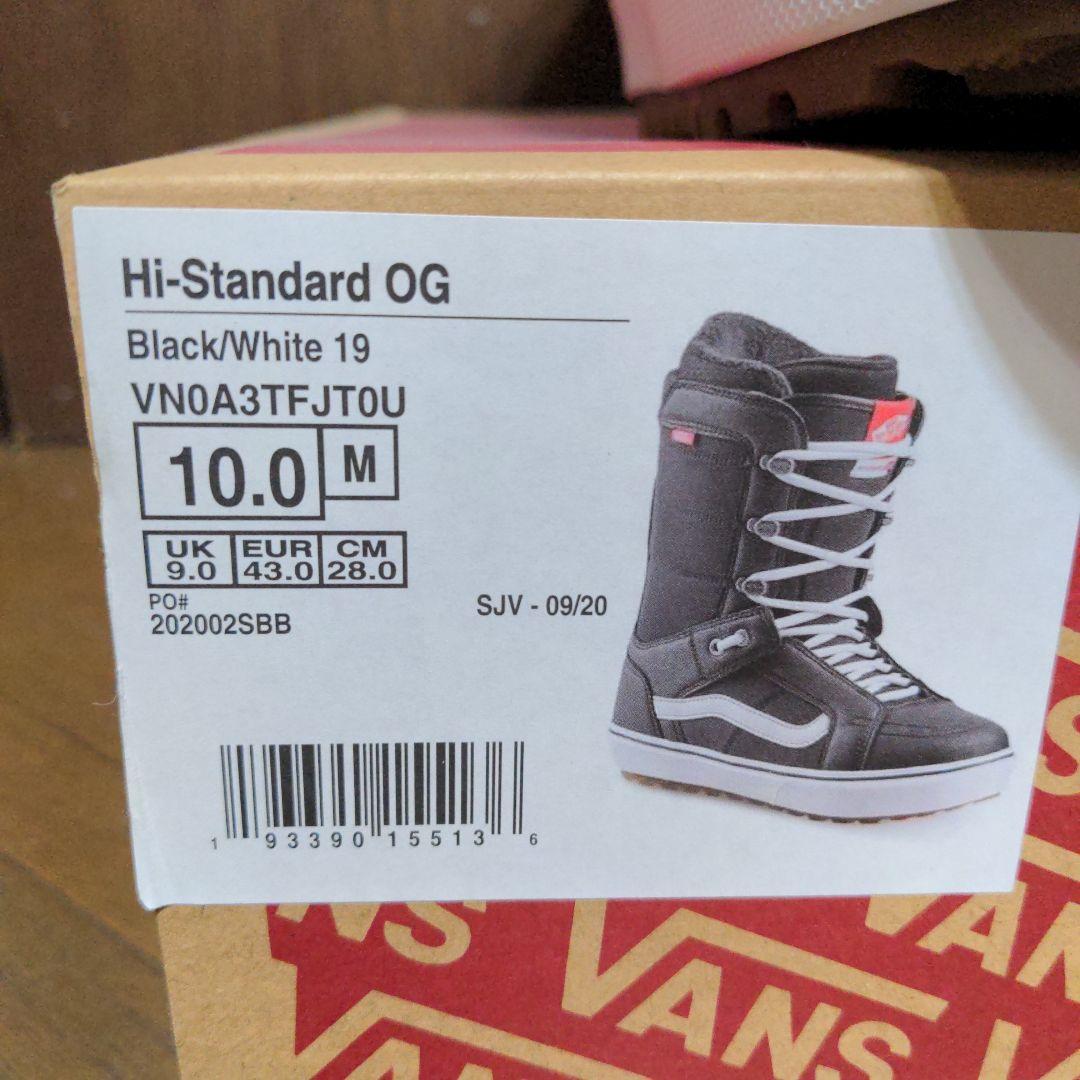 Hi-Standard OG
Black/White 19
VN0A3TFJT0U
10.0 M
UK EUR CM
9.0 43.0 28.0
PO#
202002SBB
SJV - 09/20
1 93390 15513 6
VANS
VANS